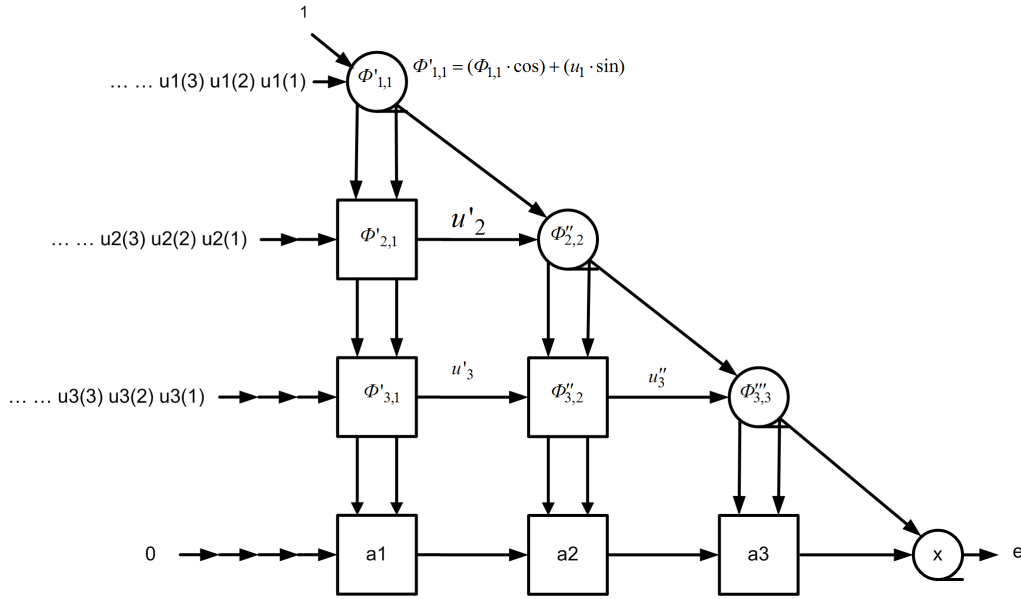 1
... ... u1(3) u1(2) u1(1)
Φ'1,1
Φ'1,1 = (Φ1,1 · cos) + (u1 · sin)
... ... u2(3) u2(2) u2(1)
Φ'2,1
u'2
Φ''2,2
... ... u3(3) u3(2) u3(1)
Φ'3,1
u'3
Φ''3,2
u''3
Φ'''3,3
0
a1
a2
a3
x
e